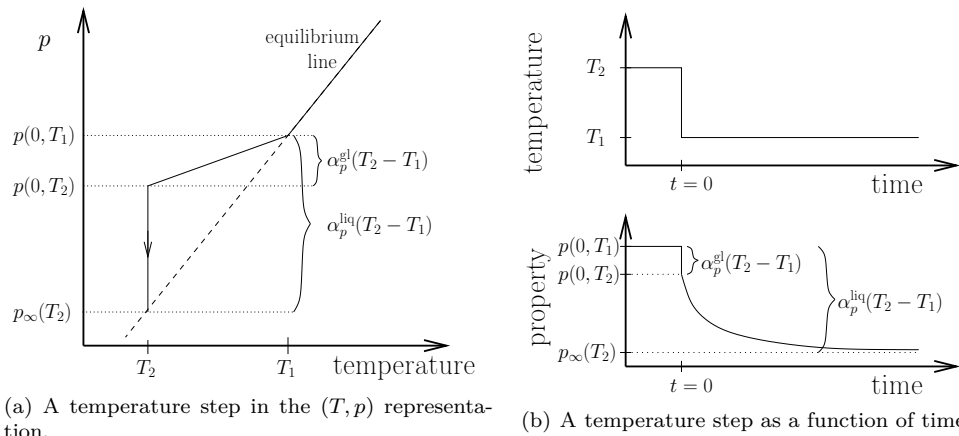 p
equilibrium
line
p(0, T₁)
α_p^gl(T₂ − T₁)
p(0, T₂)
α_p^liq(T₂ − T₁)
p∞(T₂)
T₂
T₁
temperature
(a) A temperature step in the (T, p) representa-
tion.
temperature
T₂
T₁
t = 0
time
property
p(0, T₁)
α_p^gl(T₂ − T₁)
p(0, T₂)
α_p^liq(T₂ − T₁)
p∞(T₂)
t = 0
time
(b) A temperature step as a function of time